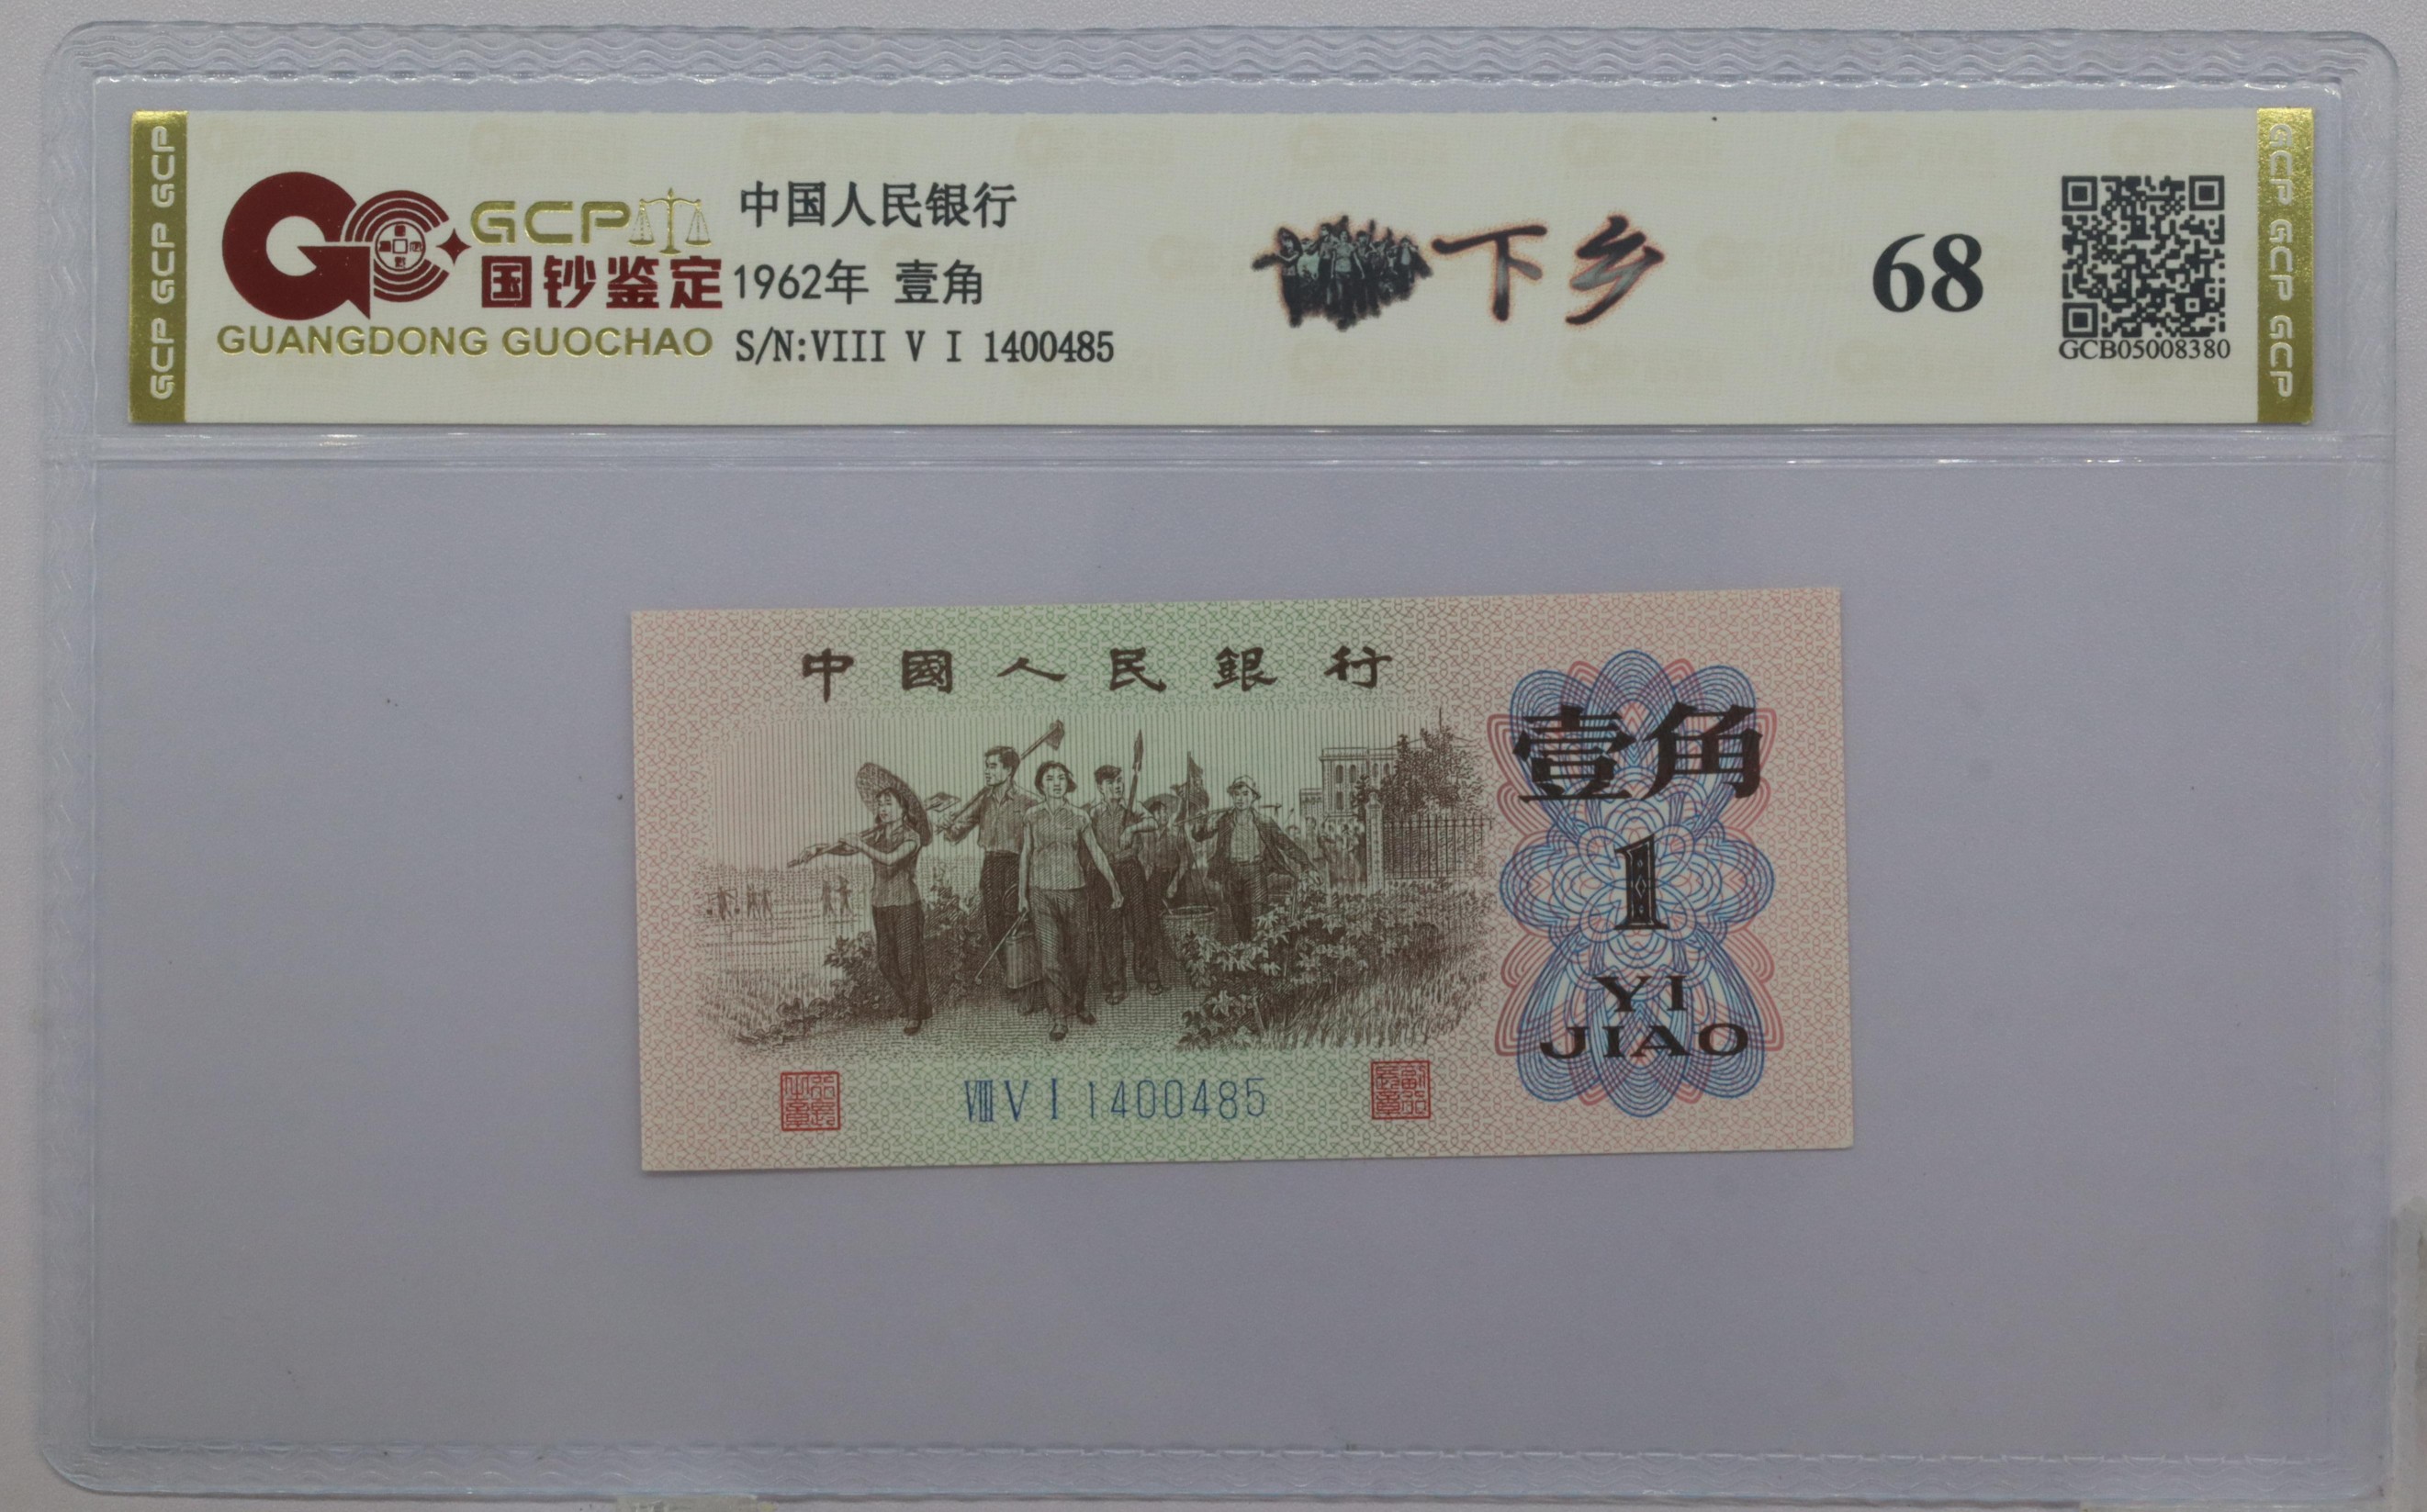 GCP GCP GCP
GCP
国钞鉴定
GUANGDONG GUOCHAO
中国人民银行
1962年 壹角
S/N:VIII V I 1400485
下乡
68
GCB05008380
GCP GCP GCP
中國人民銀行
壹角
1
YI
JIAO
VIII V I 1400485